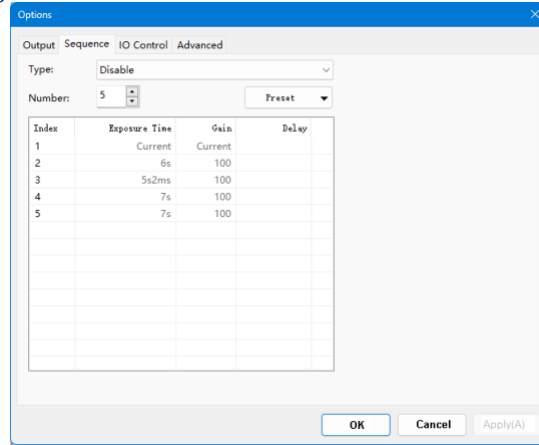 Options
Output Sequence IO Control Advanced
Type: Disable
Number: 5 Preset
Index Exposure Time Gain Delay
1 Current Current
2 6s 100
3 5s2ms 100
4 7s 100
5 7s 100
OK Cancel Apply(A)